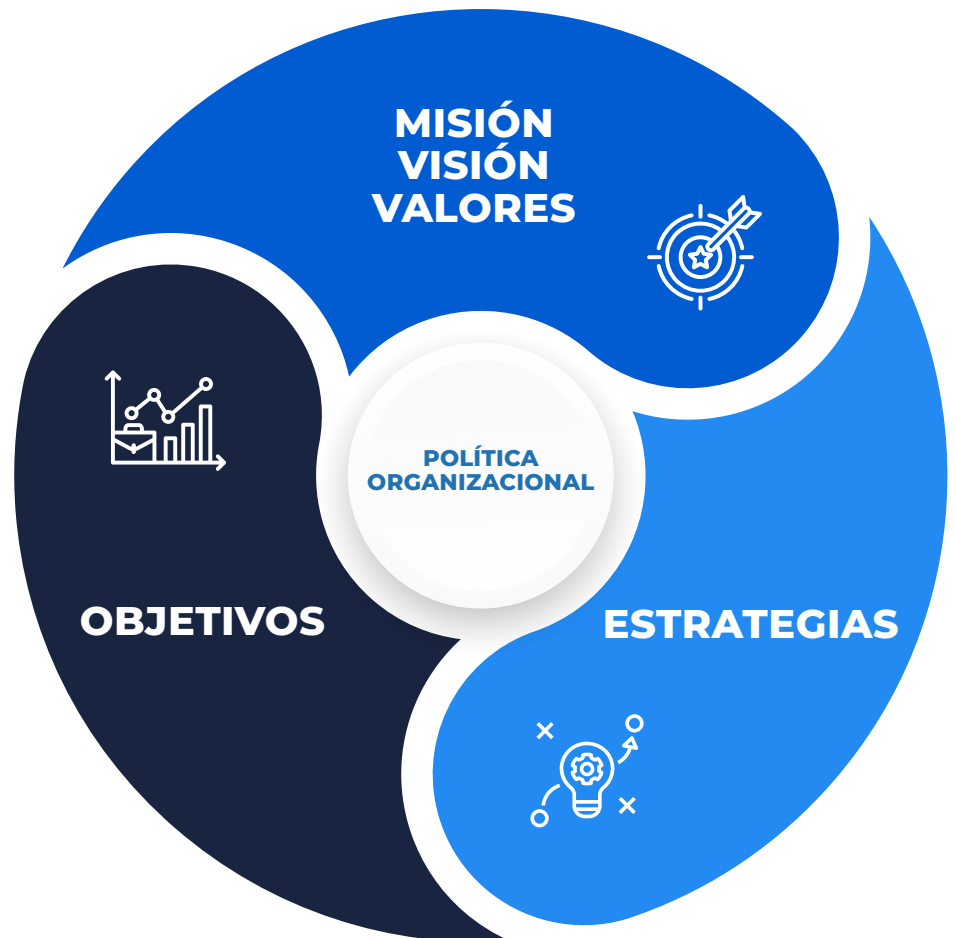 MISIÓN
VISIÓN
VALORES
POLÍTICA
ORGANIZACIONAL
OBJETIVOS
ESTRATEGIAS